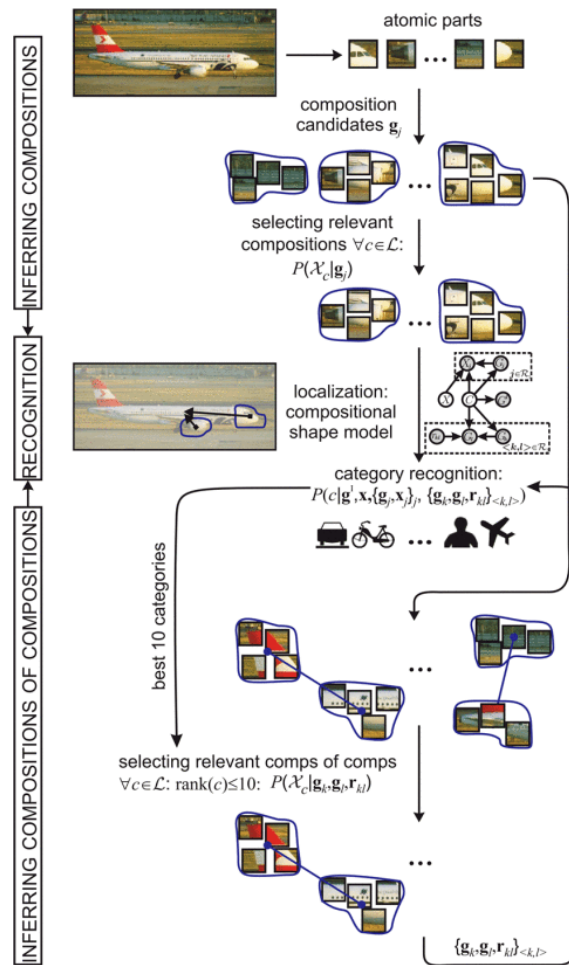 INFERRING COMPOSITIONS
RECOGNITION
INFERRING COMPOSITIONS OF COMPOSITIONS
atomic parts
...
composition
candidates g_j
...
selecting relevant
compositions ∀c∈ℒ:
P(𝒳_c|g_j)
...
localization:
compositional
shape model
j∈ℛ
X
C
<k,l>∈ℛ
category recognition:
P(c|g^1,x,{g_j,x_j}_j, {g_k,g_l,r_kl}_<k,l>)
...
best 10 categories
...
selecting relevant comps of comps
∀c∈ℒ: rank(c)≤10: P(𝒳_c|g_k,g_l,r_kl)
...
{g_k,g_l,r_kl}_<k,l>